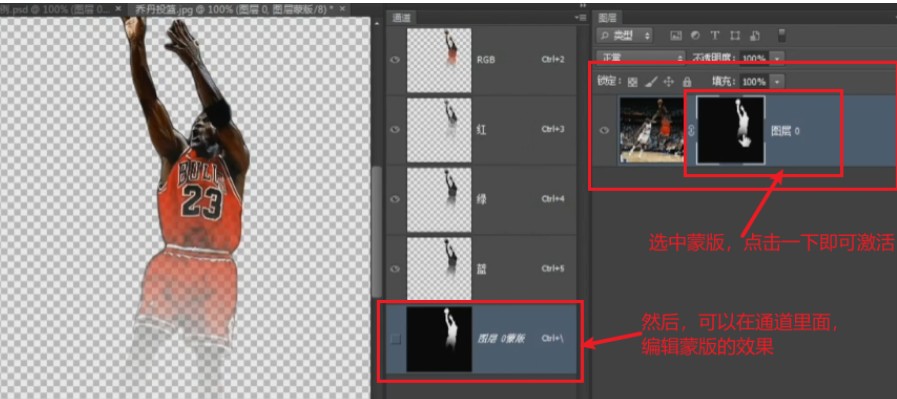 例.psd @ 100% (图层 0... ×
乔丹投篮.jpg @ 100% (图层 0, 图层蒙版/8) * ×
BULL
23
通道
RGB Ctrl+2
红 Ctrl+3
绿 Ctrl+4
蓝 Ctrl+5
图层 0蒙版 Ctrl+\
图层
类型
正常 不透明度: 100%
锁定: 填充: 100%
图层 0
选中蒙版，点击一下即可激活
然后，可以在通道里面，
编辑蒙版的效果